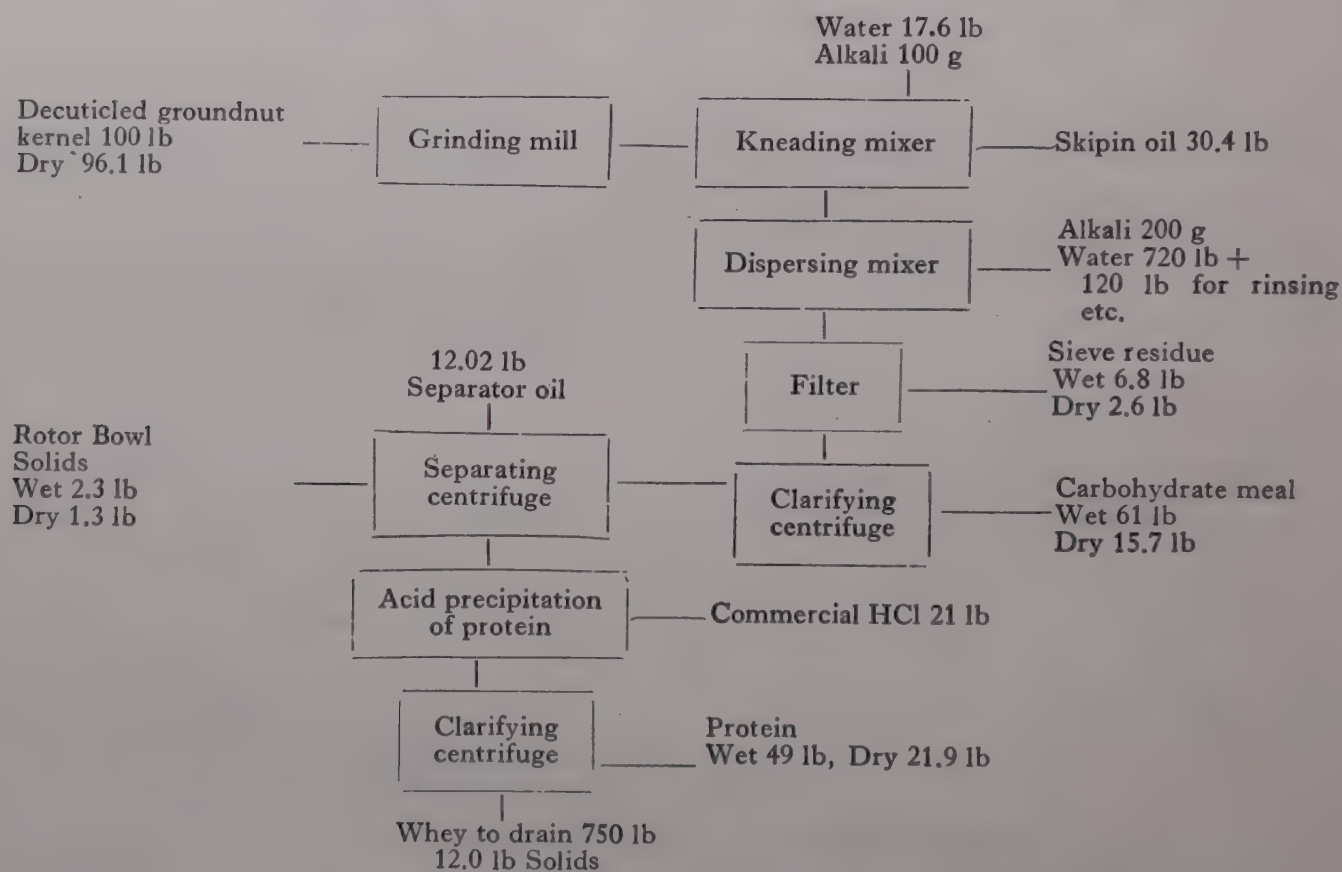 Water 17.6 lb
Alkali 100 g
Decuticled groundnut
kernel 100 lb
Dry 96.1 lb
Grinding mill
Kneading mixer
Skipin oil 30.4 lb
Dispersing mixer
Alkali 200 g
Water 720 lb +
120 lb for rinsing
etc.
12.02 lb
Separator oil
Filter
Sieve residue
Wet 6.8 lb
Dry 2.6 lb
Rotor Bowl
Solids
Wet 2.3 lb
Dry 1.3 lb
Separating
centrifuge
Clarifying
centrifuge
Carbohydrate meal
Wet 61 lb
Dry 15.7 lb
Acid precipitation
of protein
Commercial HCl 21 lb
Clarifying
centrifuge
Protein
Wet 49 lb, Dry 21.9 lb
Whey to drain 750 lb
12.0 lb Solids